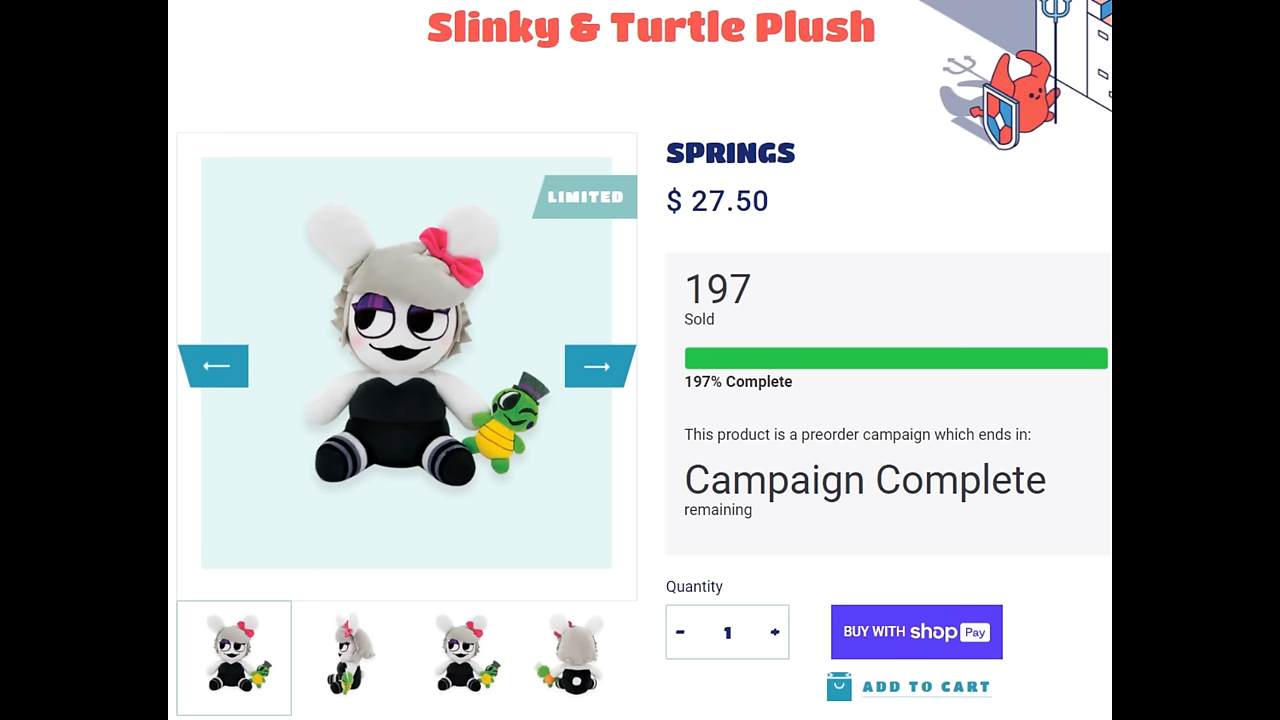 Slinky & Turtle Plush
LIMITED
SPRINGS
$ 27.50
197
Sold
197% Complete
This product is a preorder campaign which ends in:
Campaign Complete
remaining
Quantity
- 1 +
BUY WITH shop Pay
ADD TO CART